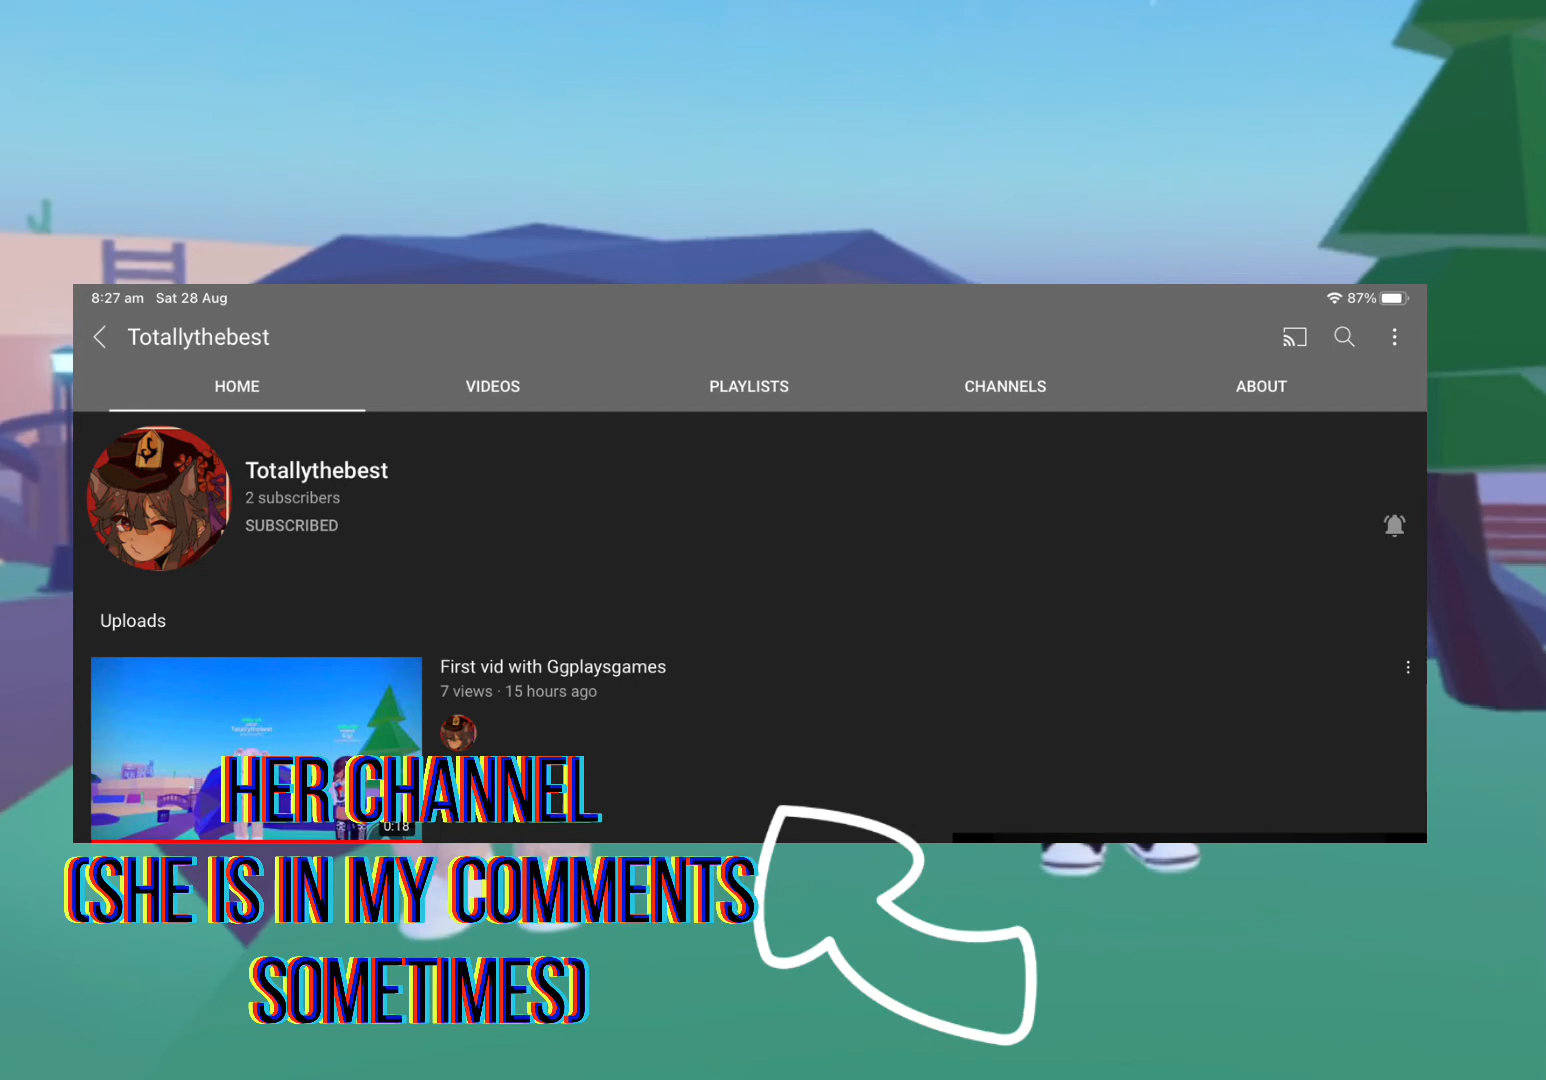 8:27 am Sat 28 Aug
87%
Totallythebest
HOME VIDEOS PLAYLISTS CHANNELS ABOUT
Totallythebest
2 subscribers
SUBSCRIBED
Uploads
First vid with Ggplaysgames
7 views · 15 hours ago
Totallythebest
0:18
HER CHANNEL
(SHE IS IN MY COMMENTS
SOMETIMES)